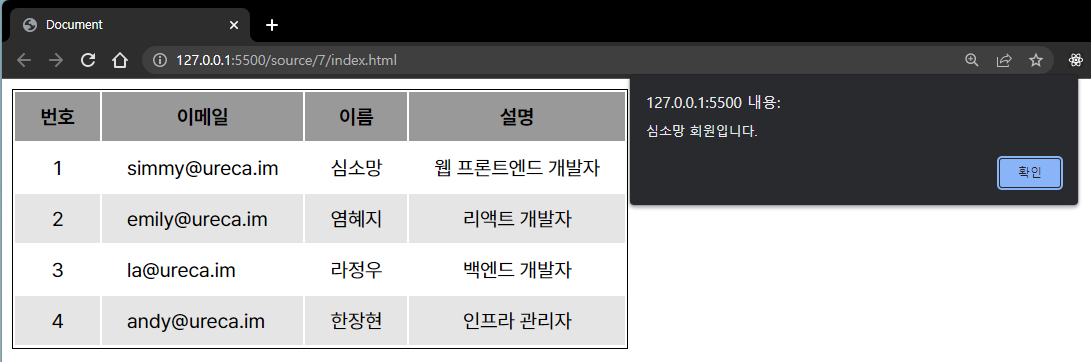 Document
127.0.0.1:5500/source/7/index.html
127.0.0.1:5500 내용:
심소망 회원입니다.
확인
번호 이메일 이름 설명
1 simmy@ureca.im 심소망 웹 프론트엔드 개발자
2 emily@ureca.im 염혜지 리액트 개발자
3 la@ureca.im 라정우 백엔드 개발자
4 andy@ureca.im 한장현 인프라 관리자